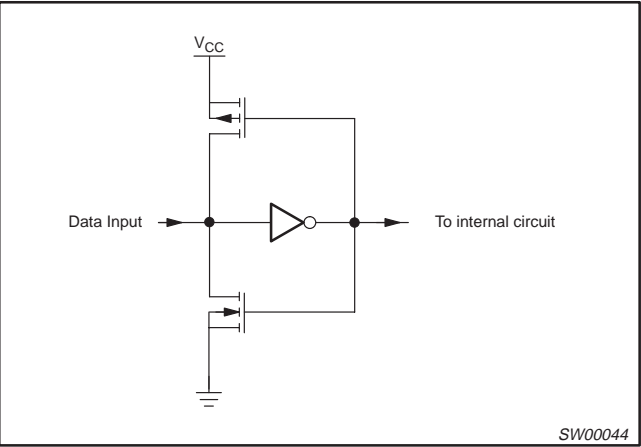 VCC
Data Input
To internal circuit
SW00044